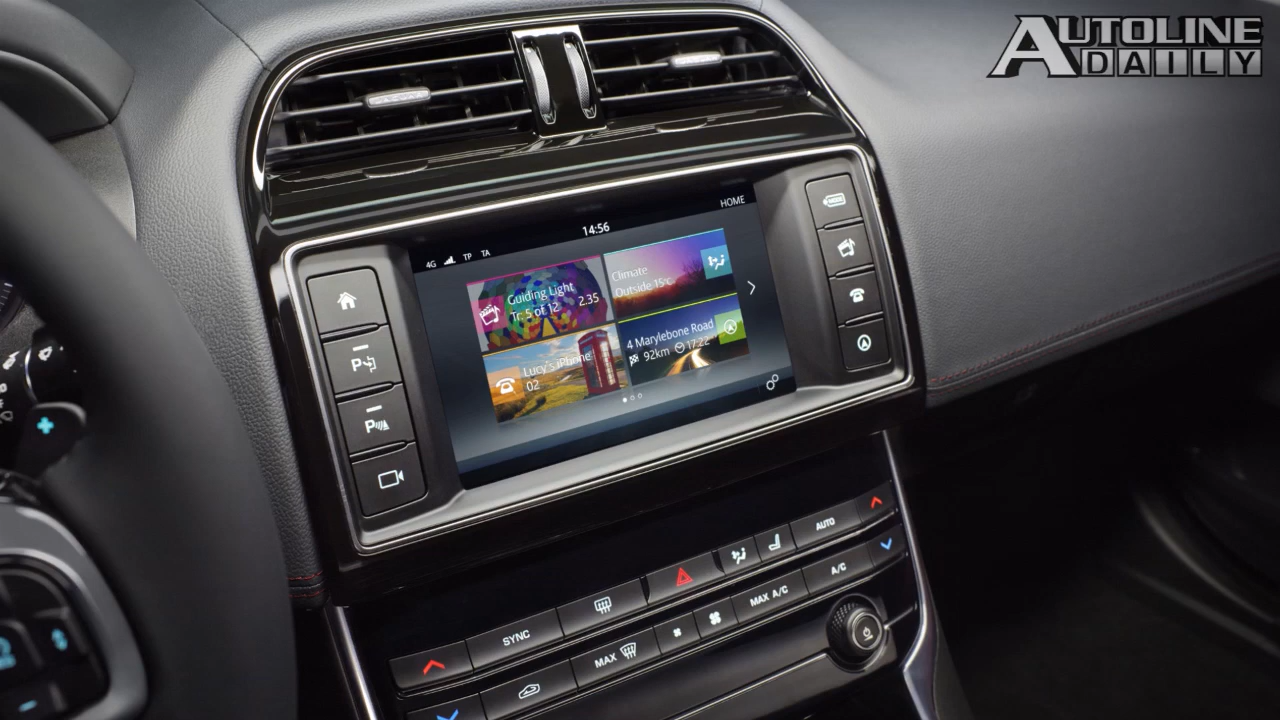 AUTOLINE
DAILY
HOME
14:56
4G TP TA
Guiding Light
Tr: 5 of 12 2.35
Climate
Outside 15°c
Lucy's iPhone
02
4 Marylebone Road
92km 17:22
P
P
AUTO
A/C
MAX A/C
SYNC
MAX